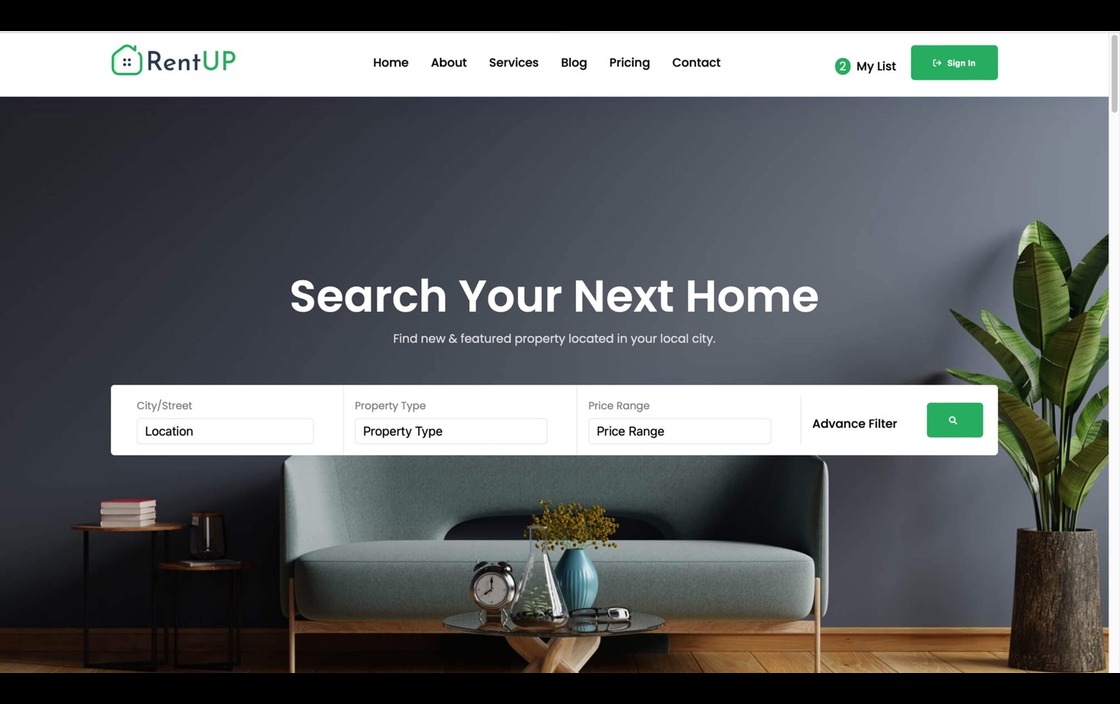 RentUP
Home About Services Blog Pricing Contact
2 My List
Sign In
Search Your Next Home
Find new & featured property located in your local city.
City/Street Property Type Price Range
Location Property Type Price Range
Advance Filter